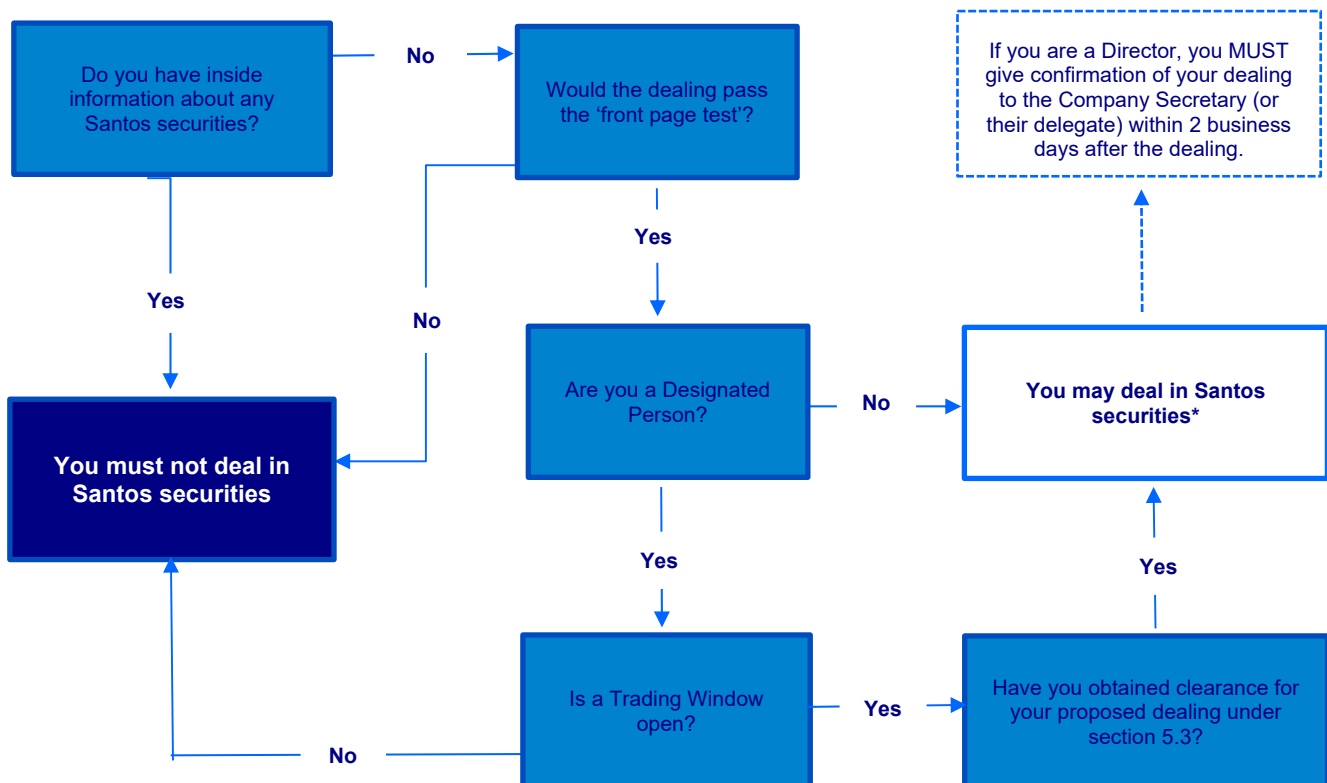 Do you have inside
information about any
Santos securities?
No
Would the dealing pass
the ‘front page test’?
If you are a Director, you MUST
give confirmation of your dealing
to the Company Secretary (or
their delegate) within 2 business
days after the dealing.
Yes
No
Yes
You must not deal in
Santos securities
Are you a Designated
Person?
No
You may deal in Santos
securities*
Yes
Yes
Is a Trading Window
open?
No
Yes
Have you obtained clearance for
your proposed dealing under
section 5.3?